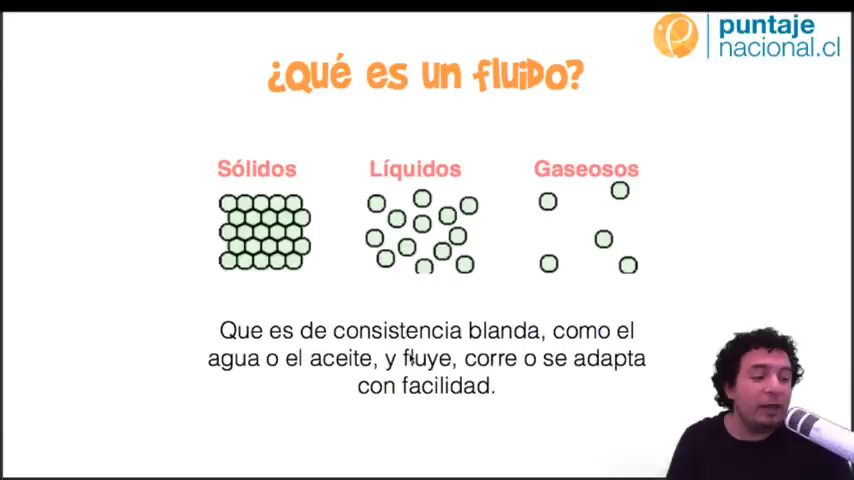 puntaje
nacional.cl
¿Qué es un fluido?
Sólidos
Líquidos
Gaseosos
Que es de consistencia blanda, como el
agua o el aceite, y fluye, corre o se adapta
con facilidad.